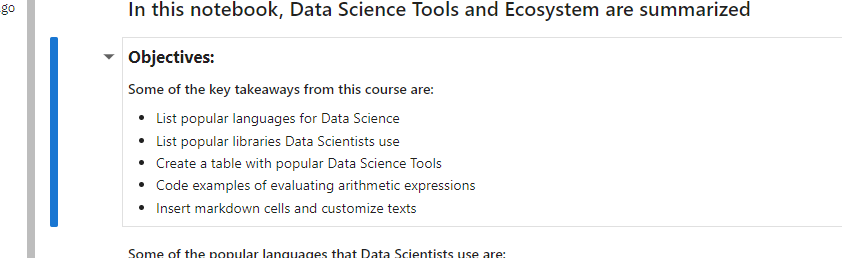 go
In this notebook, Data Science Tools and Ecosystem are summarized
Objectives:
Some of the key takeaways from this course are:
• List popular languages for Data Science
• List popular libraries Data Scientists use
• Create a table with popular Data Science Tools
• Code examples of evaluating arithmetic expressions
• Insert markdown cells and customize texts
Some of the popular languages that Data Scientists use are: